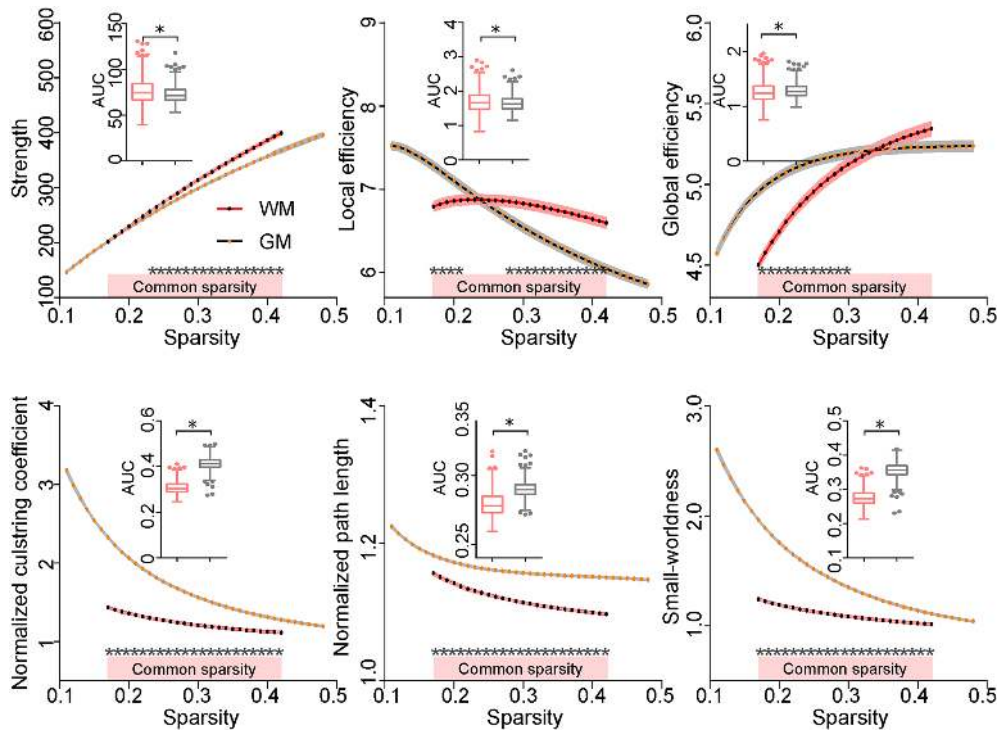 Strength
600
500
400
300
200
100
AUC
150
100
50
0
*
WM
GM
*****************
Common sparsity
0.1 0.2 0.3 0.4 0.5
Sparsity
Local efficiency
9
8
7
6
AUC
4
3
2
1
0
*
Common sparsity
0.1 0.2 0.3 0.4 0.5
Sparsity
Global efficiency
6.0
5.5
5.0
4.5
AUC
2
1
0
*
Common sparsity
0.1 0.2 0.3 0.4 0.5
Sparsity
Normalized culstring coefficient
4
3
2
1
AUC
0.6
0.4
0.2
0
*
Common sparsity
0.1 0.2 0.3 0.4 0.5
Sparsity
Normalized path length
1.4
1.2
1.0
AUC
0.35
0.30
0.25
*
Common sparsity
0.1 0.2 0.3 0.4 0.5
Sparsity
Small-worldness
3.0
2.0
1.0
AUC
0.5
0.4
0.3
0.2
0.1
*
Common sparsity
0.1 0.2 0.3 0.4 0.5
Sparsity